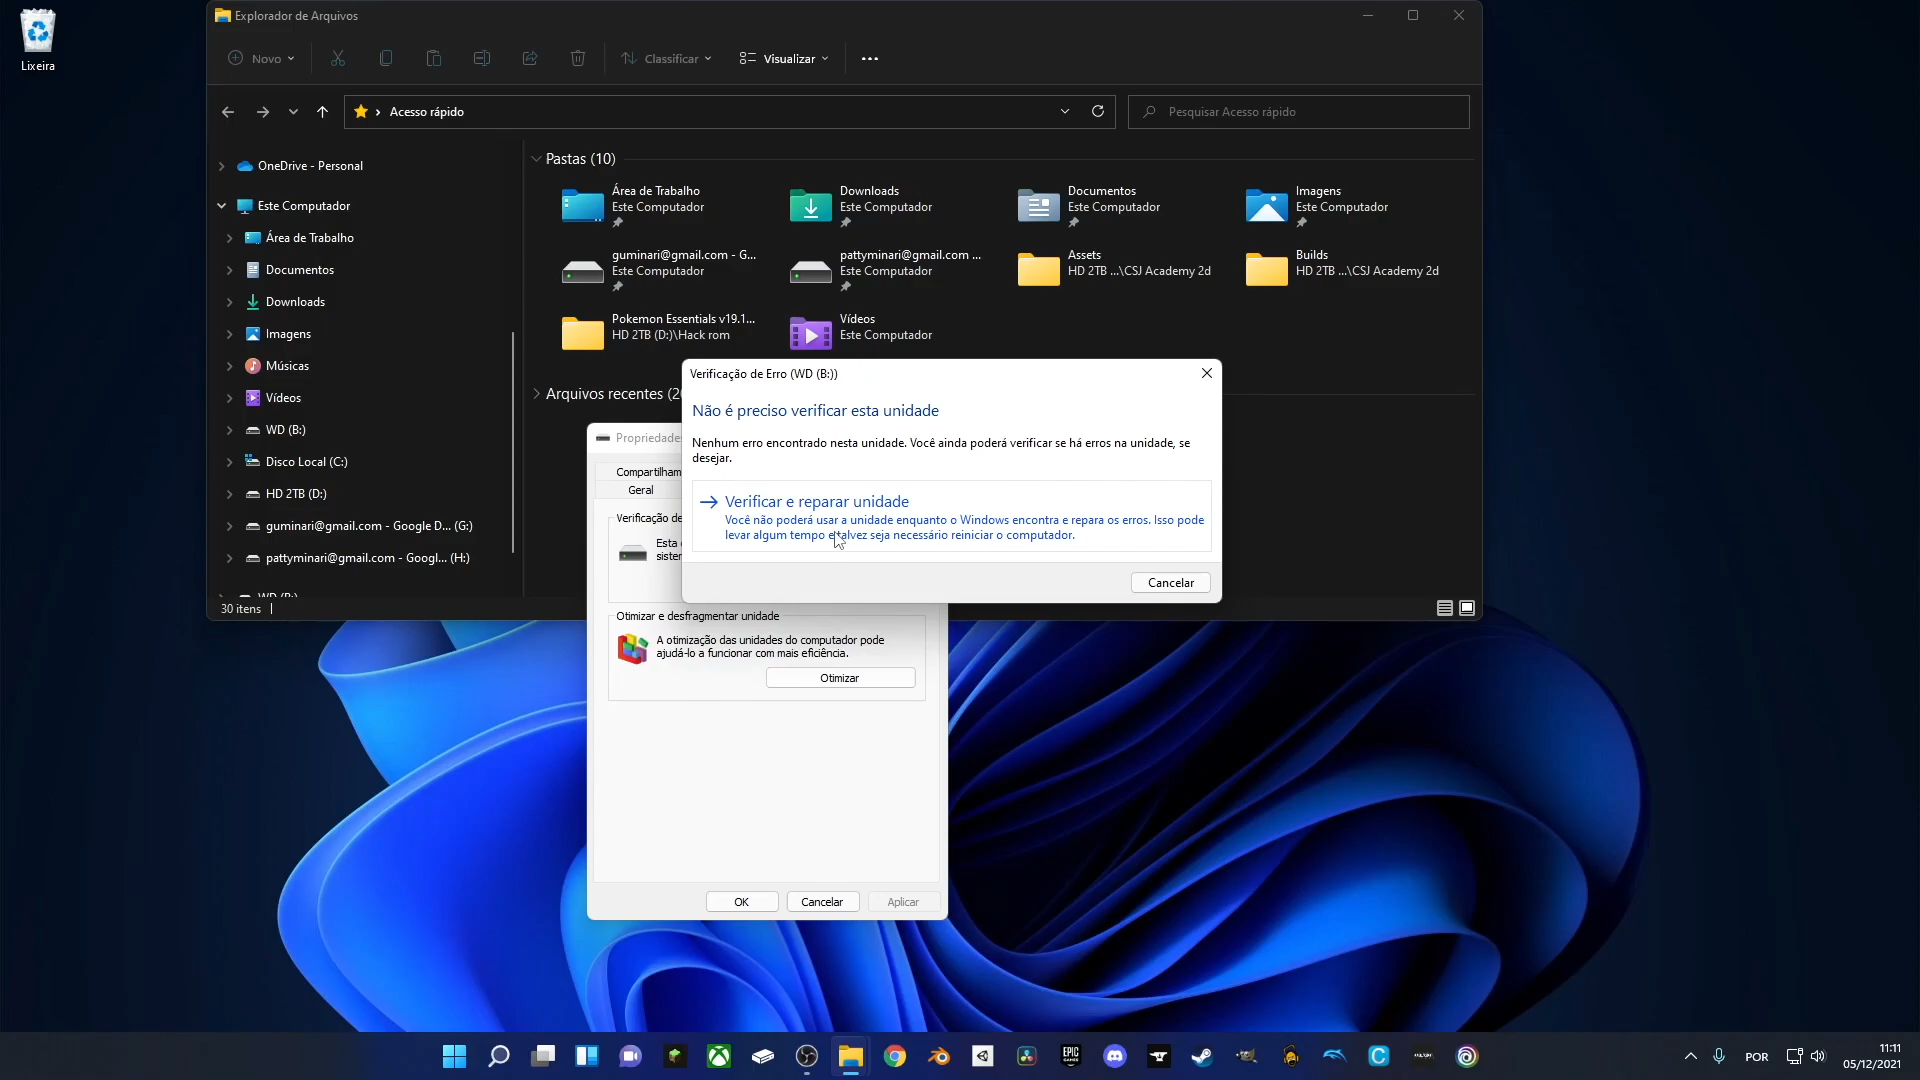 Lixeira
Explorador de Arquivos
Novo
Classificar
Visualizar
Acesso rápido
Pesquisar Acesso rápido
OneDrive - Personal
Este Computador
Área de Trabalho
Documentos
Downloads
Imagens
Músicas
Vídeos
WD (B:)
Disco Local (C:)
HD 2TB (D:)
guminari@gmail.com - Google D... (G:)
pattyminari@gmail.com - Googl... (H:)
WD (B:)
30 itens
Pastas (10)
Área de Trabalho
Este Computador
Downloads
Este Computador
Documentos
Este Computador
Imagens
Este Computador
guminari@gmail.com - G...
Este Computador
pattyminari@gmail.com ...
Este Computador
Assets
HD 2TB ...\CSJ Academy 2d
Builds
HD 2TB ...\CSJ Academy 2d
Pokemon Essentials v19.1...
HD 2TB (D:)\Hack rom
Vídeos
Este Computador
Arquivos recentes (2
Verificação de Erro (WD (B:))
Não é preciso verificar esta unidade
Nenhum erro encontrado nesta unidade. Você ainda poderá verificar se há erros na unidade, se
desejar.
Verificar e reparar unidade
Você não poderá usar a unidade enquanto o Windows encontra e repara os erros. Isso pode
levar algum tempo e talvez seja necessário reiniciar o computador.
Cancelar
Propriedades
Compartilham
Geral
Verificação de
Esta
sister
Otimizar e desfragmentar unidade
A otimização das unidades do computador pode
ajudá-lo a funcionar com mais eficiência.
Otimizar
OK
Cancelar
Aplicar
EPIC
GAMES
POR
11:11
05/12/2021